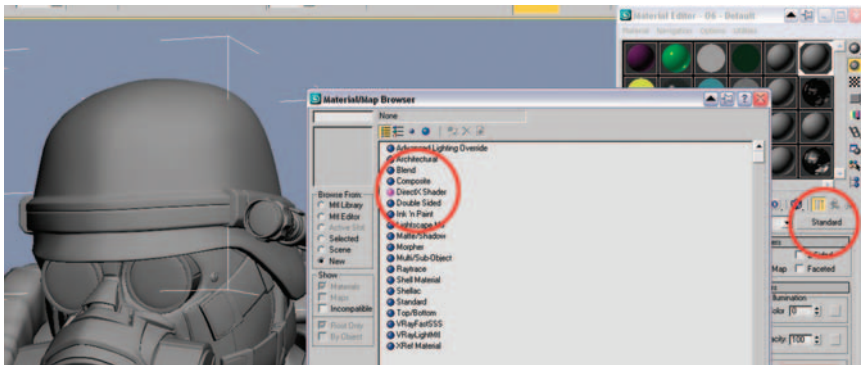 Material Editor - 06 - Default
Material Navigation Options Utilities
Material/Map Browser
None
Advanced Lighting Override
Architectural
Blend
Composite
DirectX Shader
Double Sided
Ink 'n Paint
Matte/Shadow
Morpher
Multi/Sub-Object
Raytrace
Shell Material
Shellac
Standard
Top/Bottom
VRayFastSSS
VRayLightMtl
XRef Material
Browse From:
Mtl Library
Mtl Editor
Active Slot
Selected
Scene
New
Show
Materials
Maps
Incompatible
Root Only
By Object
Standard
Map
Faceted
100